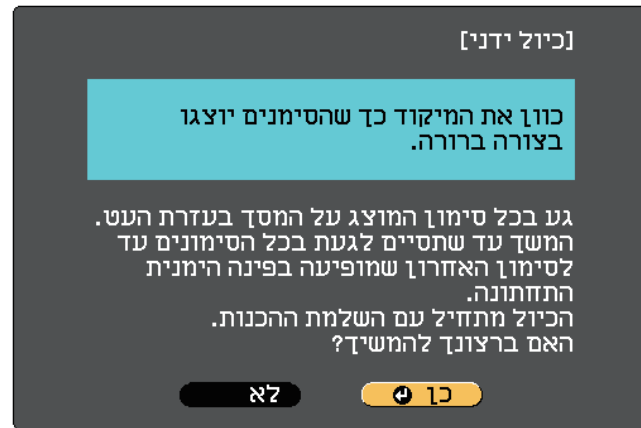 [כיול ידני]
כוון את המיקוד כך שהסימנים יוצגו
בצורה ברורה.
גע בכל סימון המוצג על המסך בעזרת העט.
המשך עד שתסיים לגעת בכל הסימונים עד
לסימון האחרון שמופיעה בפינה הימנית
התחתונה.
הכיול מתחיל עם השלמת ההכנות.
האם ברצונך להמשיך?
כן לא